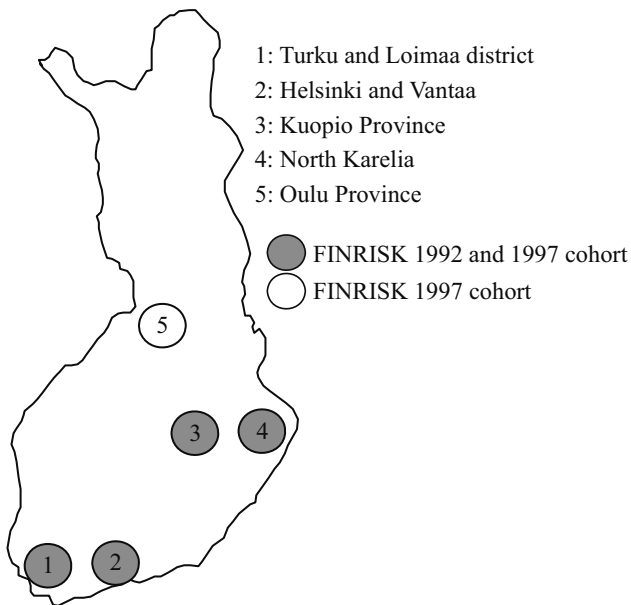 1: Turku and Loimaa district
2: Helsinki and Vantaa
3: Kuopio Province
4: North Karelia
5: Oulu Province
FINRISK 1992 and 1997 cohort
FINRISK 1997 cohort
5
3
4
1
2